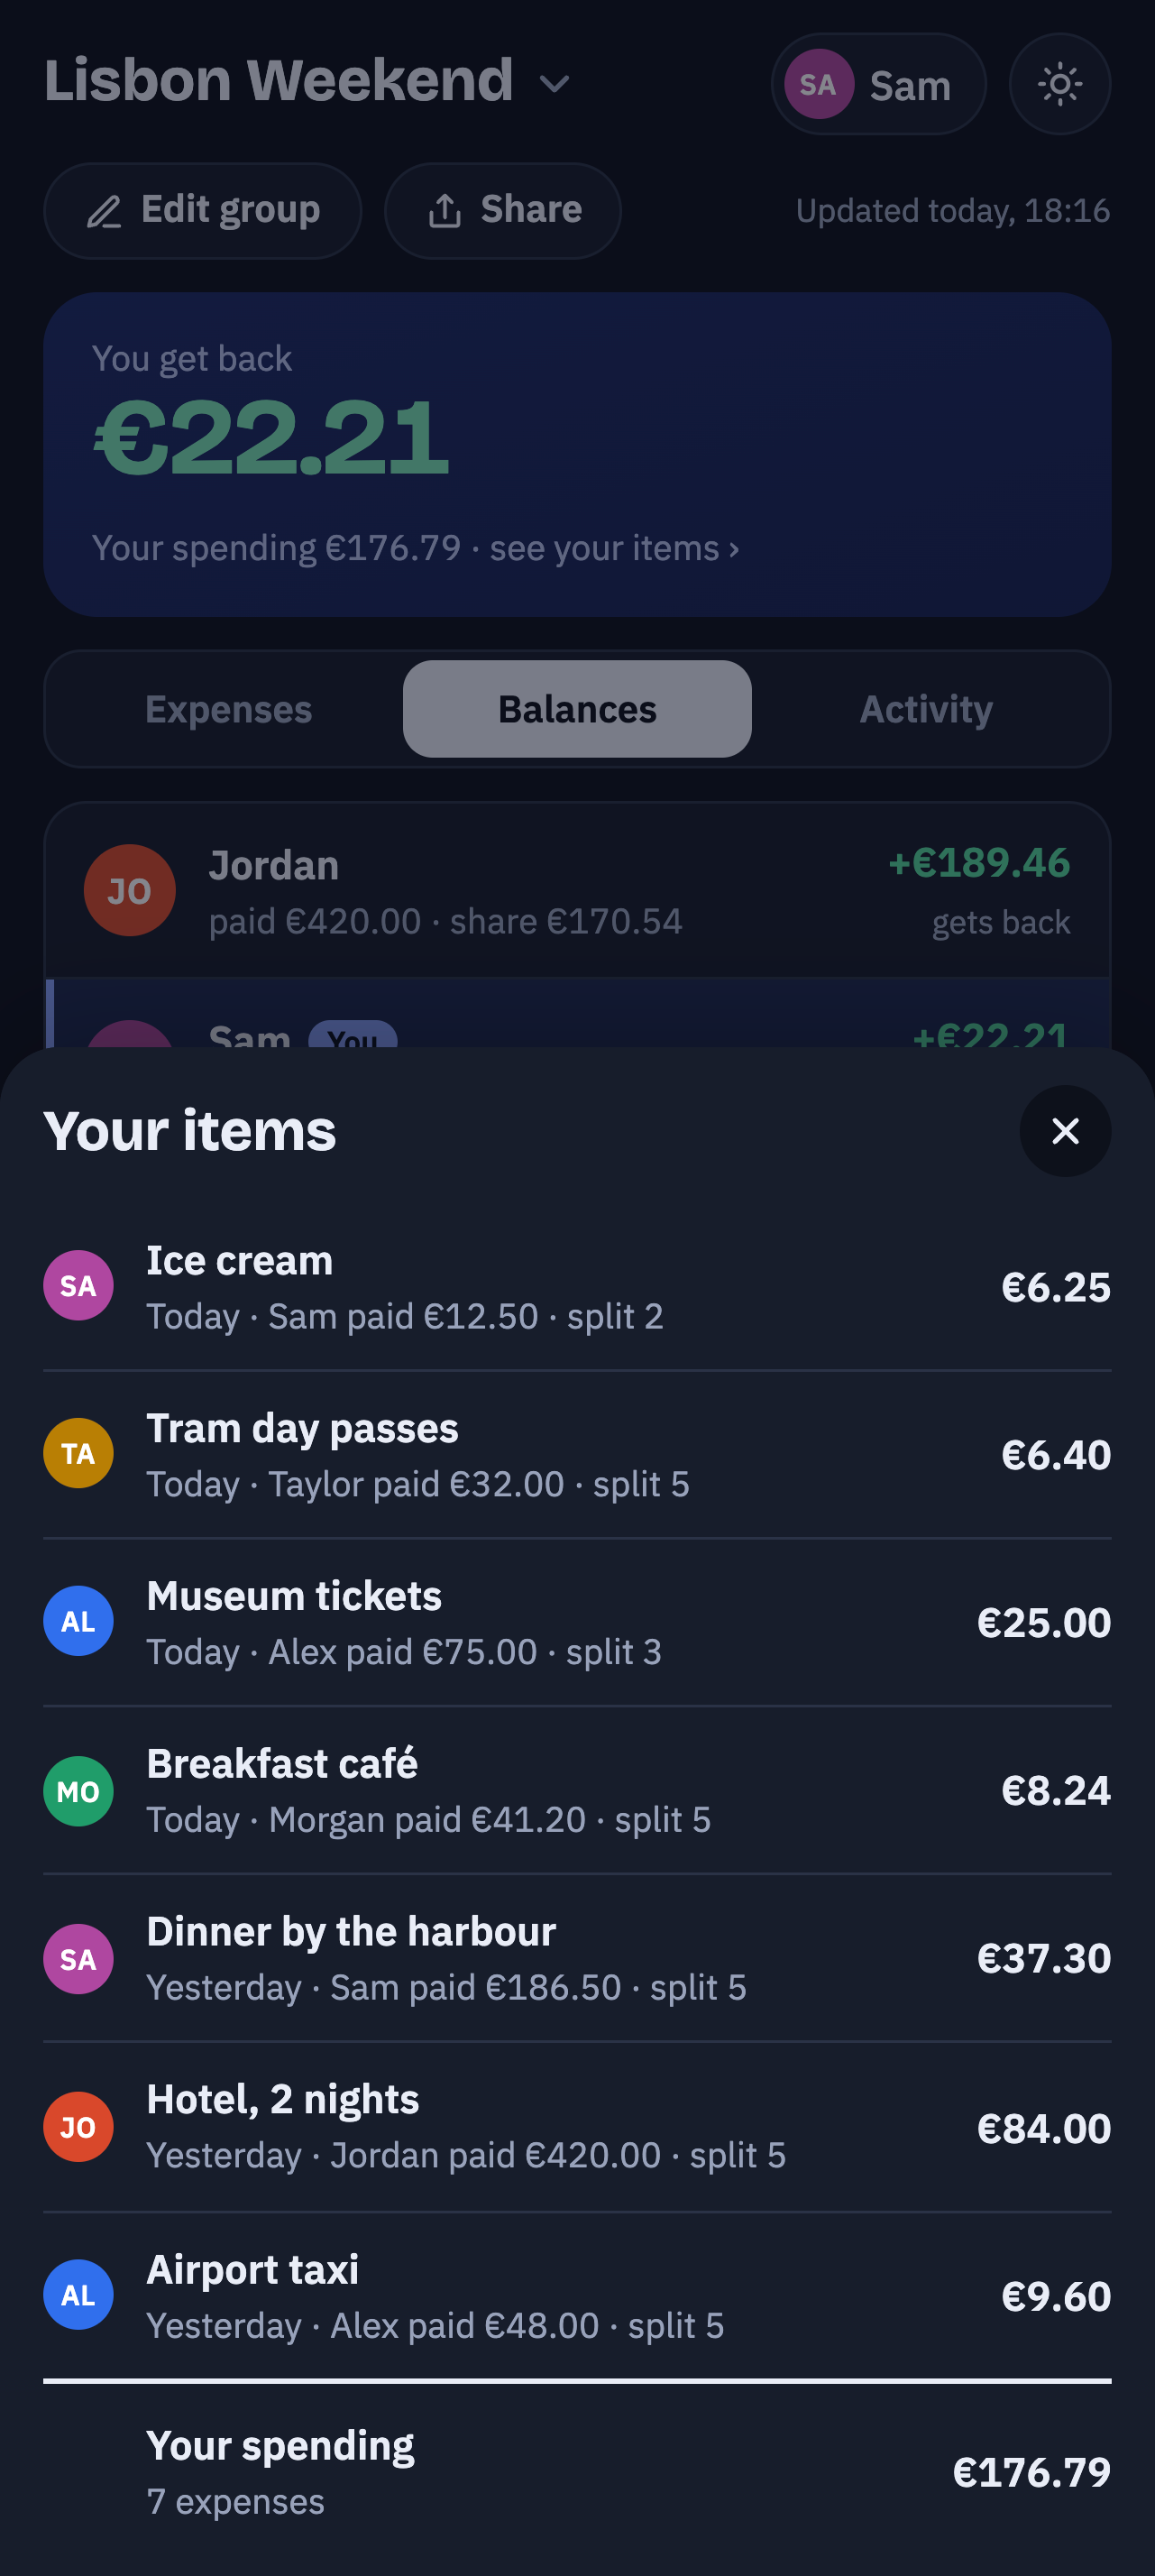 Lisbon Weekend
SA Sam
Edit group
Share
Updated today, 18:16
You get back
€22.21
Your spending €176.79 · see your items ›
Expenses
Balances
Activity
JO
Jordan
+€189.46
paid €420.00 · share €170.54
gets back
Sam You
+€22.21
Your items
SA
Ice cream
€6.25
Today · Sam paid €12.50 · split 2
TA
Tram day passes
€6.40
Today · Taylor paid €32.00 · split 5
AL
Museum tickets
€25.00
Today · Alex paid €75.00 · split 3
MO
Breakfast café
€8.24
Today · Morgan paid €41.20 · split 5
SA
Dinner by the harbour
€37.30
Yesterday · Sam paid €186.50 · split 5
JO
Hotel, 2 nights
€84.00
Yesterday · Jordan paid €420.00 · split 5
AL
Airport taxi
€9.60
Yesterday · Alex paid €48.00 · split 5
Your spending
€176.79
7 expenses